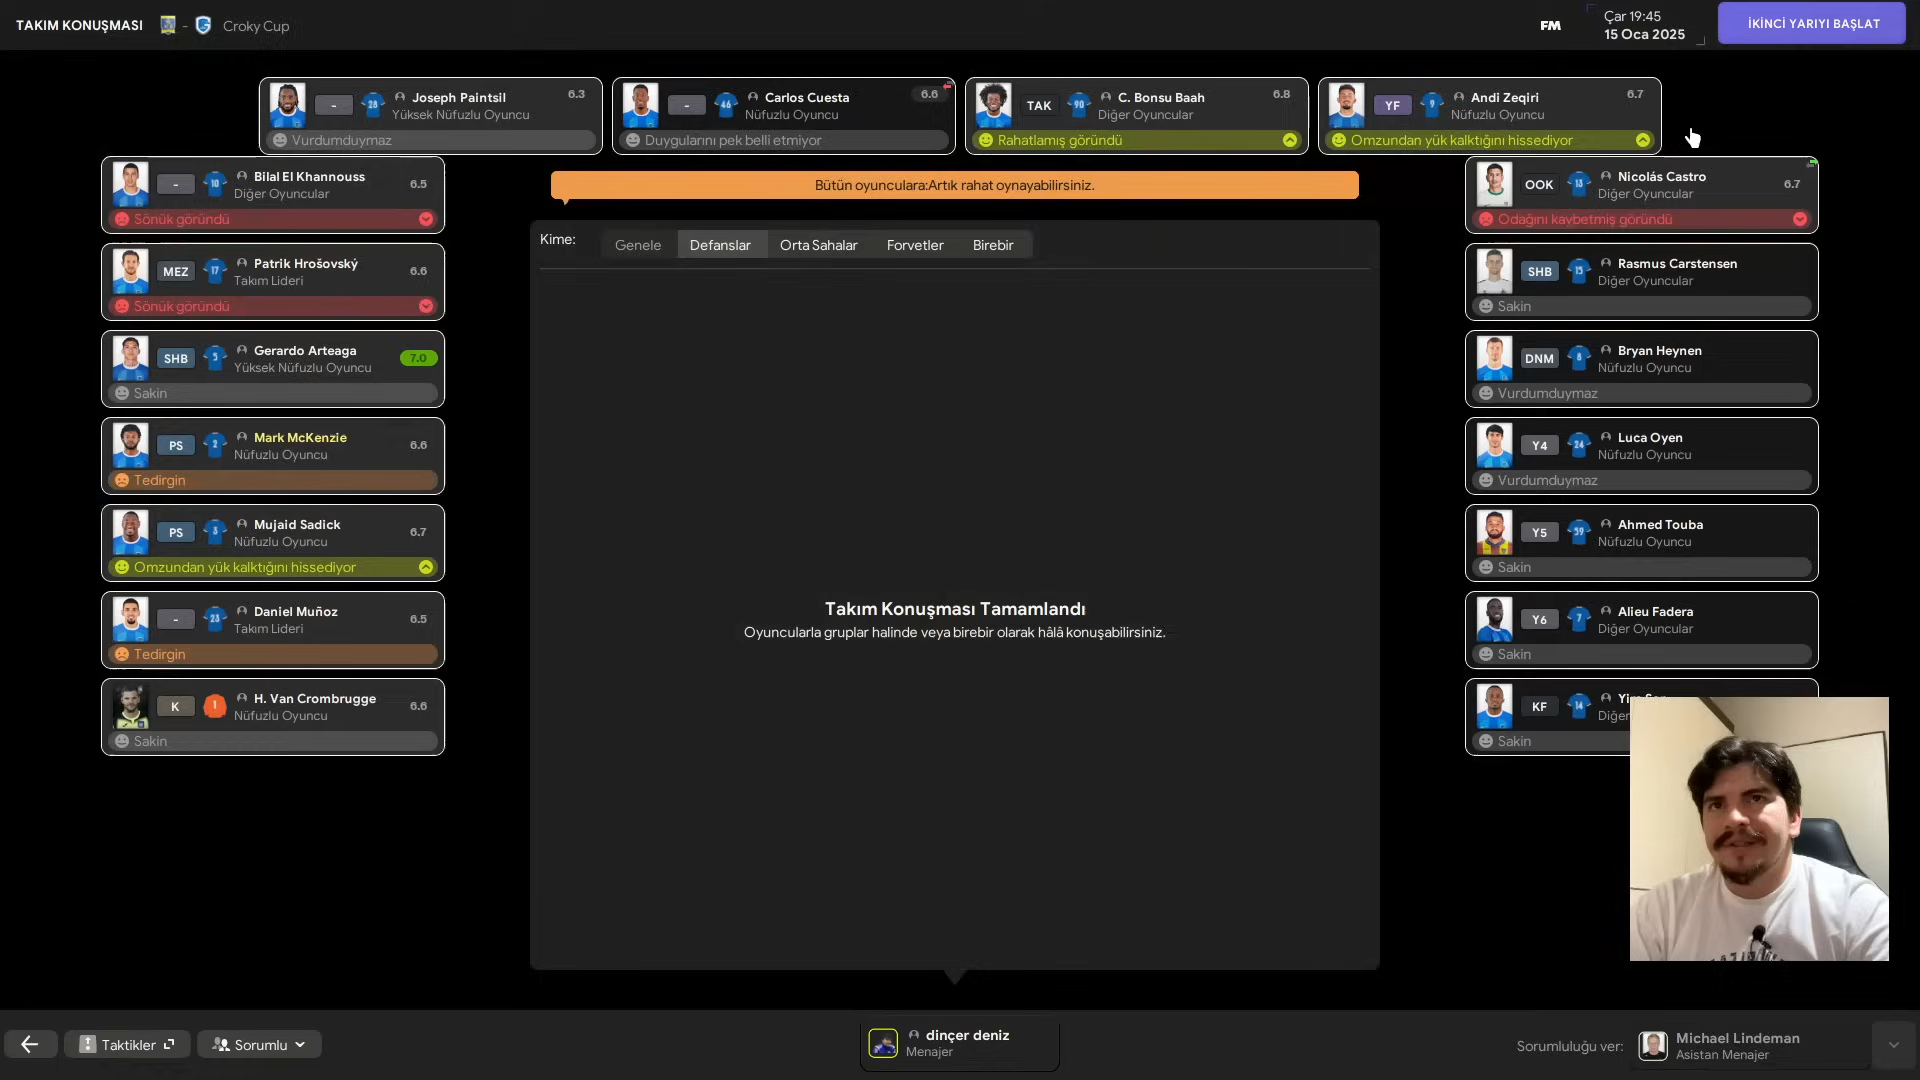 TAKIM KONUŞMASI - Croky Cup
FM
Çar 19:45
15 Oca 2025
İKİNCİ YARIYI BAŞLAT
- 28 Joseph Paintsil 6.3
Yüksek Nüfuzlu Oyuncu
Vurdumduymaz
- 46 Carlos Cuesta 6.6
Nüfuzlu Oyuncu
Duygularını pek belli etmiyor
TAK 90 C. Bonsu Baah 6.8
Diğer Oyuncular
Rahatlamış göründü
YF 9 Andi Zeqiri 6.7
Nüfuzlu Oyuncu
Omzundan yük kalktığını hissediyor
- 10 Bilal El Khannouss 6.5
Diğer Oyuncular
Sönük göründü
MEZ 17 Patrik Hrošovský 6.6
Takım Lideri
Sönük göründü
SHB 5 Gerardo Arteaga 7.0
Yüksek Nüfuzlu Oyuncu
Sakin
PS 2 Mark McKenzie 6.6
Nüfuzlu Oyuncu
Tedirgin
PS 3 Mujaid Sadick 6.7
Nüfuzlu Oyuncu
Omzundan yük kalktığını hissediyor
- 23 Daniel Muñoz 6.5
Takım Lideri
Tedirgin
K 1 H. Van Crombrugge 6.6
Nüfuzlu Oyuncu
Sakin
Bütün oyunculara:Artık rahat oynayabilirsiniz.
Kime: Genele Defanslar Orta Sahalar Forvetler Birebir
Takım Konuşması Tamamlandı
Oyuncularla gruplar halinde veya birebir olarak hâlâ konuşabilirsiniz.
OOK 13 Nicolás Castro 6.7
Diğer Oyuncular
Odağını kaybetmiş göründü
SHB 15 Rasmus Carstensen
Diğer Oyuncular
Sakin
DNM 8 Bryan Heynen
Nüfuzlu Oyuncu
Vurdumduymaz
Y4 24 Luca Oyen
Nüfuzlu Oyuncu
Vurdumduymaz
Y5 59 Ahmed Touba
Nüfuzlu Oyuncu
Sakin
Y6 7 Alieu Fadera
Diğer Oyuncular
Sakin
KF 14
Sakin
Taktikler
Sorumlu
dinçer deniz
Menajer
Sorumluluğu ver:
Michael Lindeman
Asistan Menajer